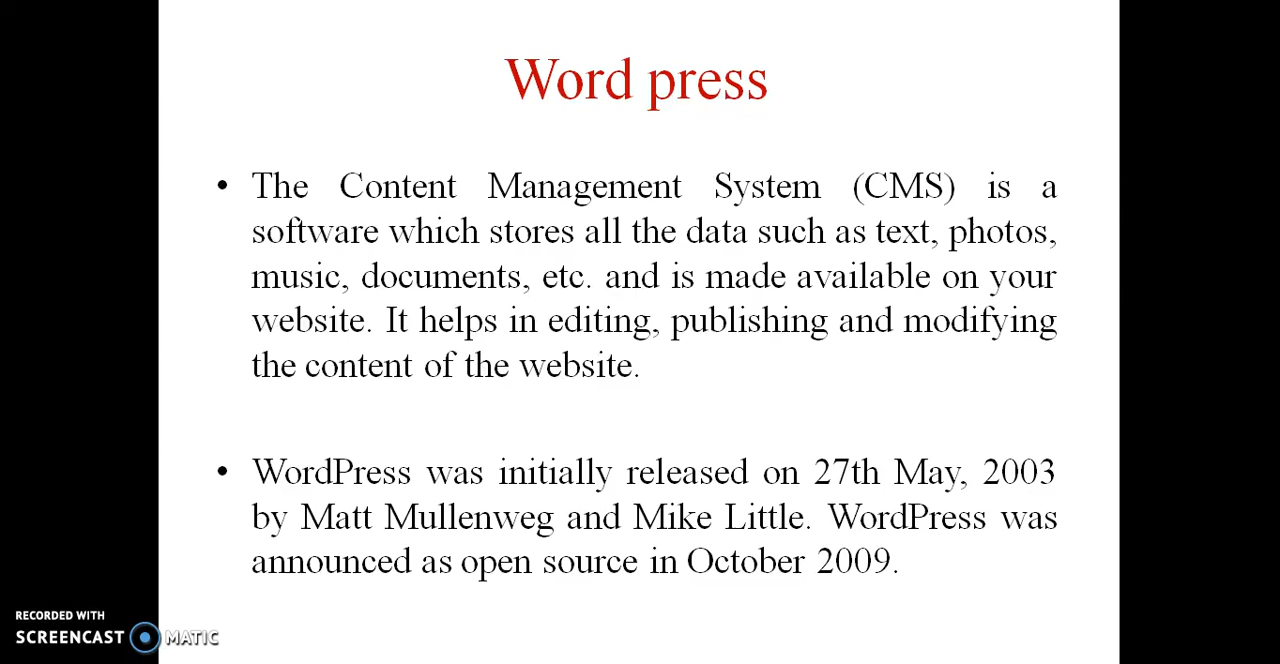 Word press
• The Content Management System (CMS) is a
software which stores all the data such as text, photos,
music, documents, etc. and is made available on your
website. It helps in editing, publishing and modifying
the content of the website.
• WordPress was initially released on 27th May, 2003
by Matt Mullenweg and Mike Little. WordPress was
announced as open source in October 2009.
RECORDED WITH
SCREENCAST MATIC